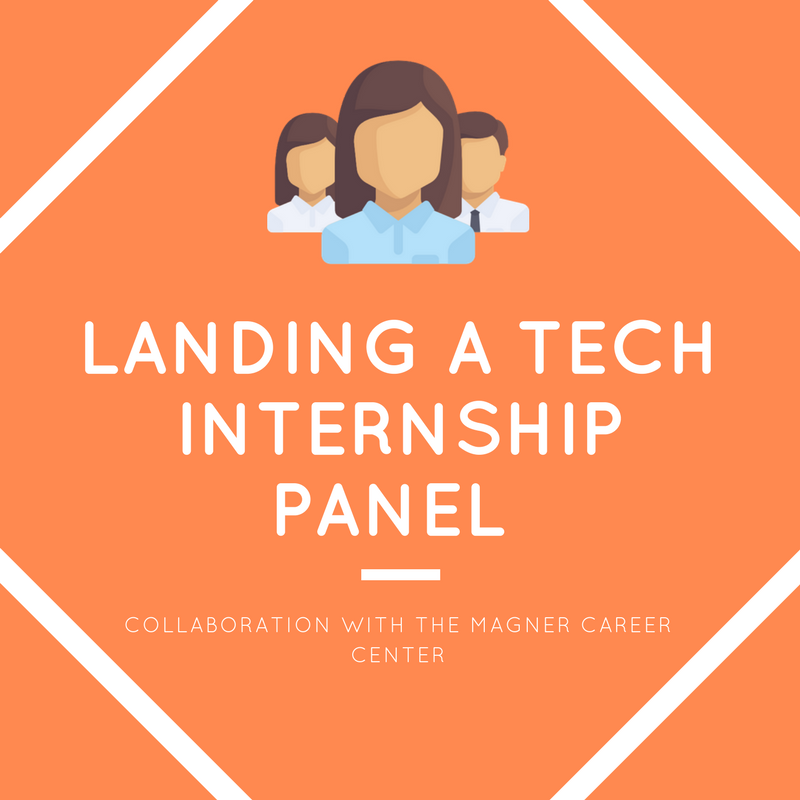 LANDING A TECH
INTERNSHIP
PANEL
COLLABORATION WITH THE MAGNER CAREER
CENTER